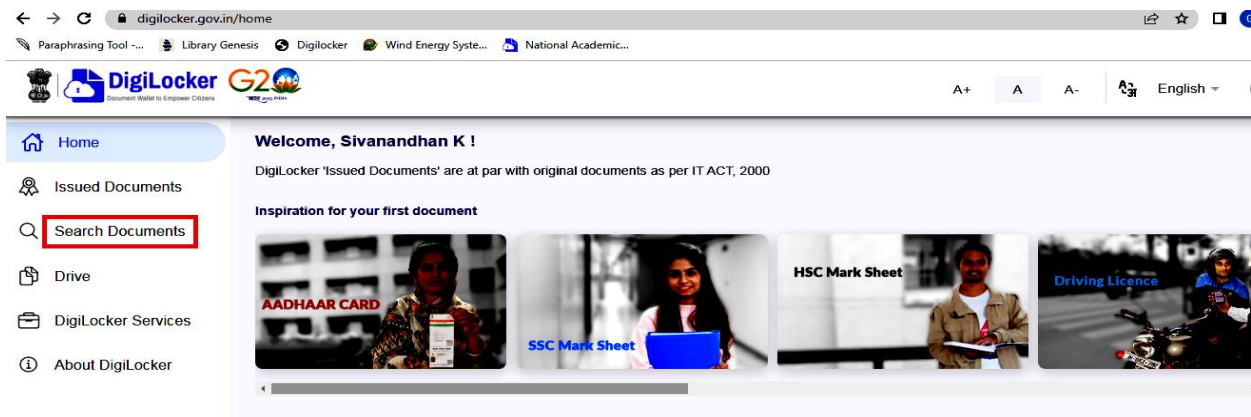 digilocker.gov.in/home
Paraphrasing Tool -... Library Genesis Digilocker Wind Energy Syste... National Academic...
DigiLocker
Document Wallet to Empower Citizens
G20
A+ A A- English
Home
Welcome, Sivanandhan K !
DigiLocker 'Issued Documents' are at par with original documents as per IT ACT, 2000
Issued Documents
Inspiration for your first document
Search Documents
Drive
DigiLocker Services
About DigiLocker
AADHAAR CARD
SSC Mark Sheet
HSC Mark Sheet
Driving Licence